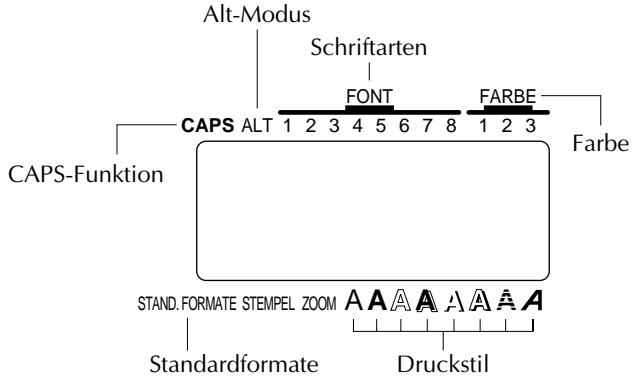 Alt-Modus
Schriftarten
FONT FARBE
CAPS ALT 1 2 3 4 5 6 7 8 1 2 3
Farbe
CAPS-Funktion
STAND. FORMATE STEMPEL ZOOM A A A A A A A A
Standardformate Druckstil